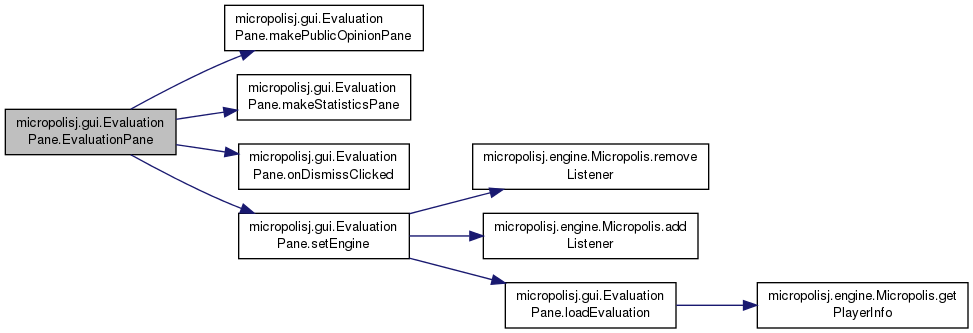 micropolisj.gui.Evaluation
Pane.makePublicOpinionPane
micropolisj.gui.Evaluation
Pane.makeStatisticsPane
micropolisj.gui.Evaluation
Pane.EvaluationPane
micropolisj.gui.Evaluation
Pane.onDismissClicked
micropolisj.engine.Micropolis.remove
Listener
micropolisj.gui.Evaluation
Pane.setEngine
micropolisj.engine.Micropolis.add
Listener
micropolisj.gui.Evaluation
Pane.loadEvaluation
micropolisj.engine.Micropolis.get
PlayerInfo